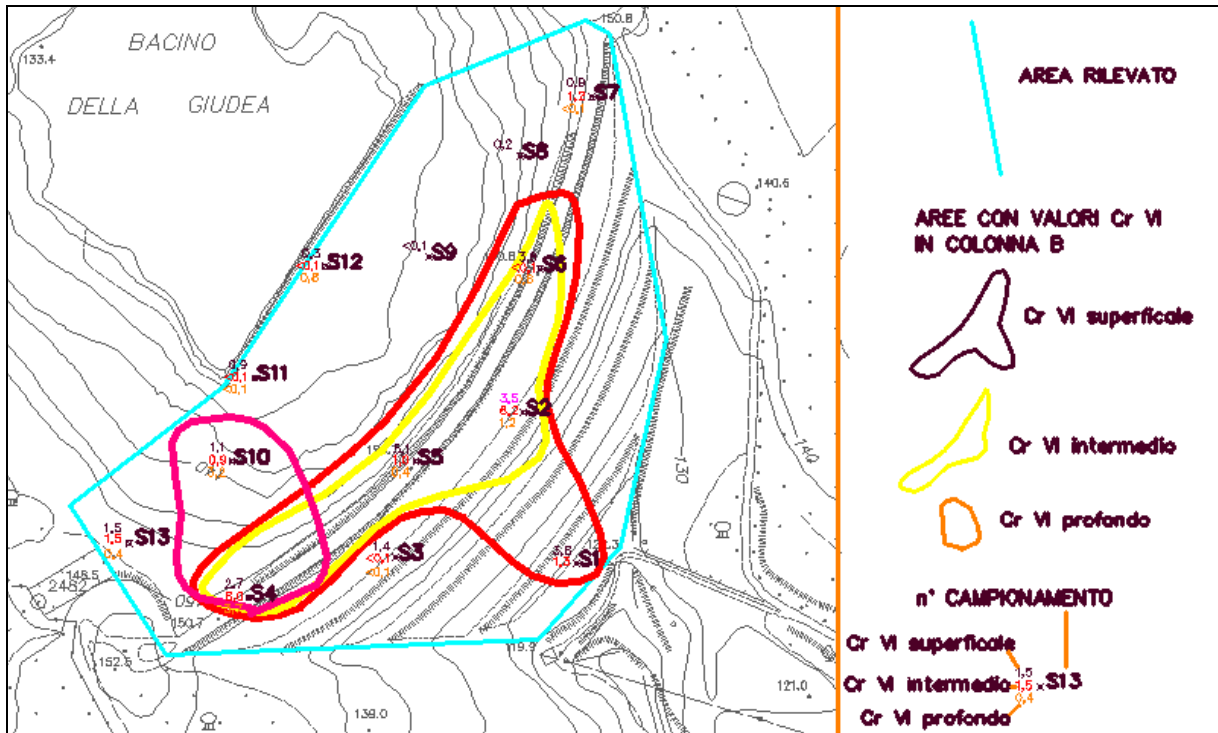 BACINO
DELLA GIUDEA
133.4
150.8
0,9
1,7
<0,1
S7
0,2
S8
140.6
<0,1
S9
<0,1
0,8
S12
S6
<0,1
<0,1
S11
3,5
1,2
S2
S5
1,1
0,9
S10
130
140
1,5
1,5
0,4
S13
1,4
<0,1
<0,1
S3
1,3
S1
148.5
2482
2,7
S4
150.7
152.5
119.9
139.0
121.0
AREA RILEVATO
AREE CON VALORI Cr VI
IN COLONNA B
Cr VI superficale
Cr VI intermedio
Cr VI profondo
n° CAMPIONAMENTO
Cr VI superficale
1,5
Cr VI intermedio
1,5
S13
0,4
Cr VI profondo